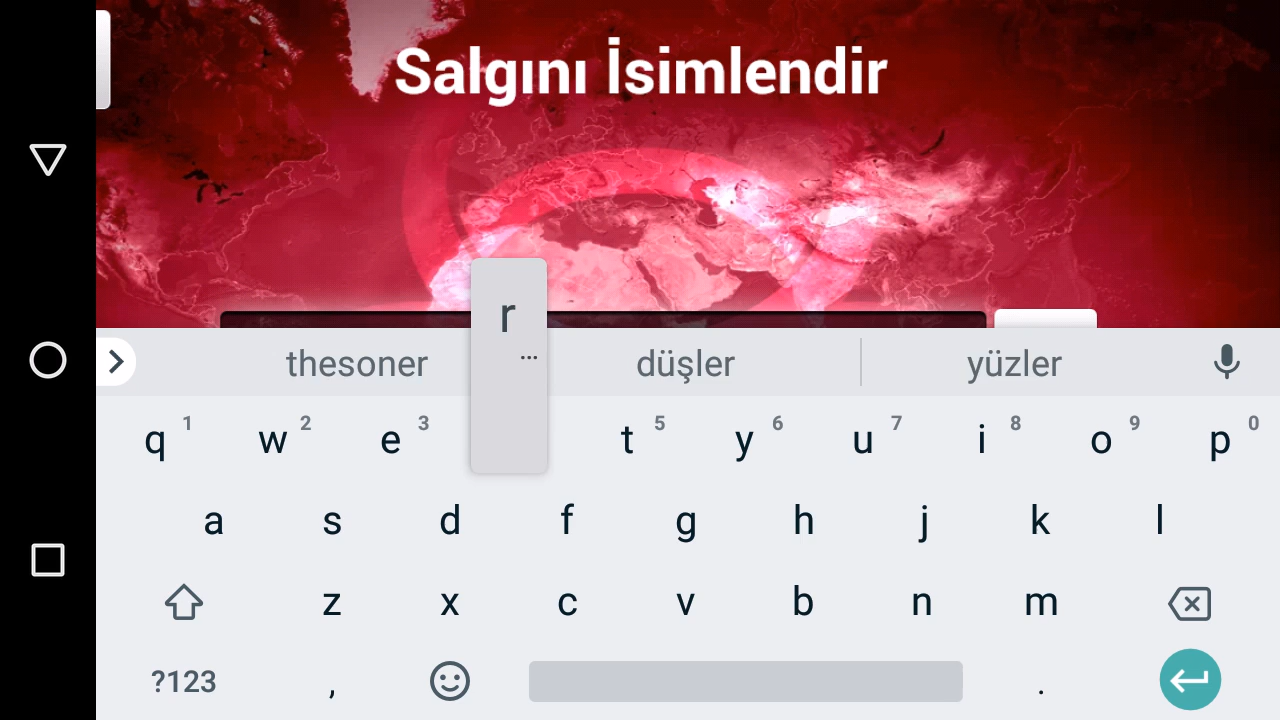 Salgını İsimlendir
thesoner düşler yüzler
q 1 w 2 e 3 r ... t 5 y 6 u 7 i 8 o 9 p 0
a s d f g h j k l
z x c v b n m
?123 , .